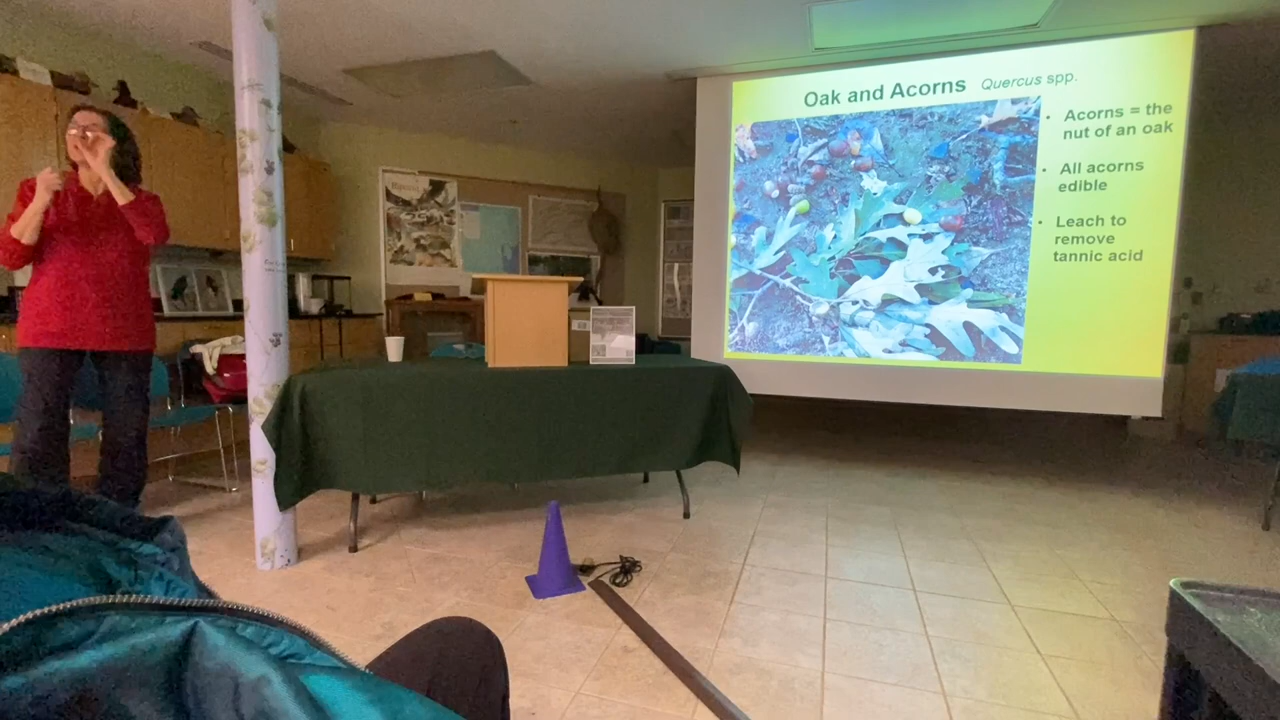 Oak and Acorns Quercus spp.
• Acorns = the
nut of an oak
• All acorns
edible
• Leach to
remove
tannic acid